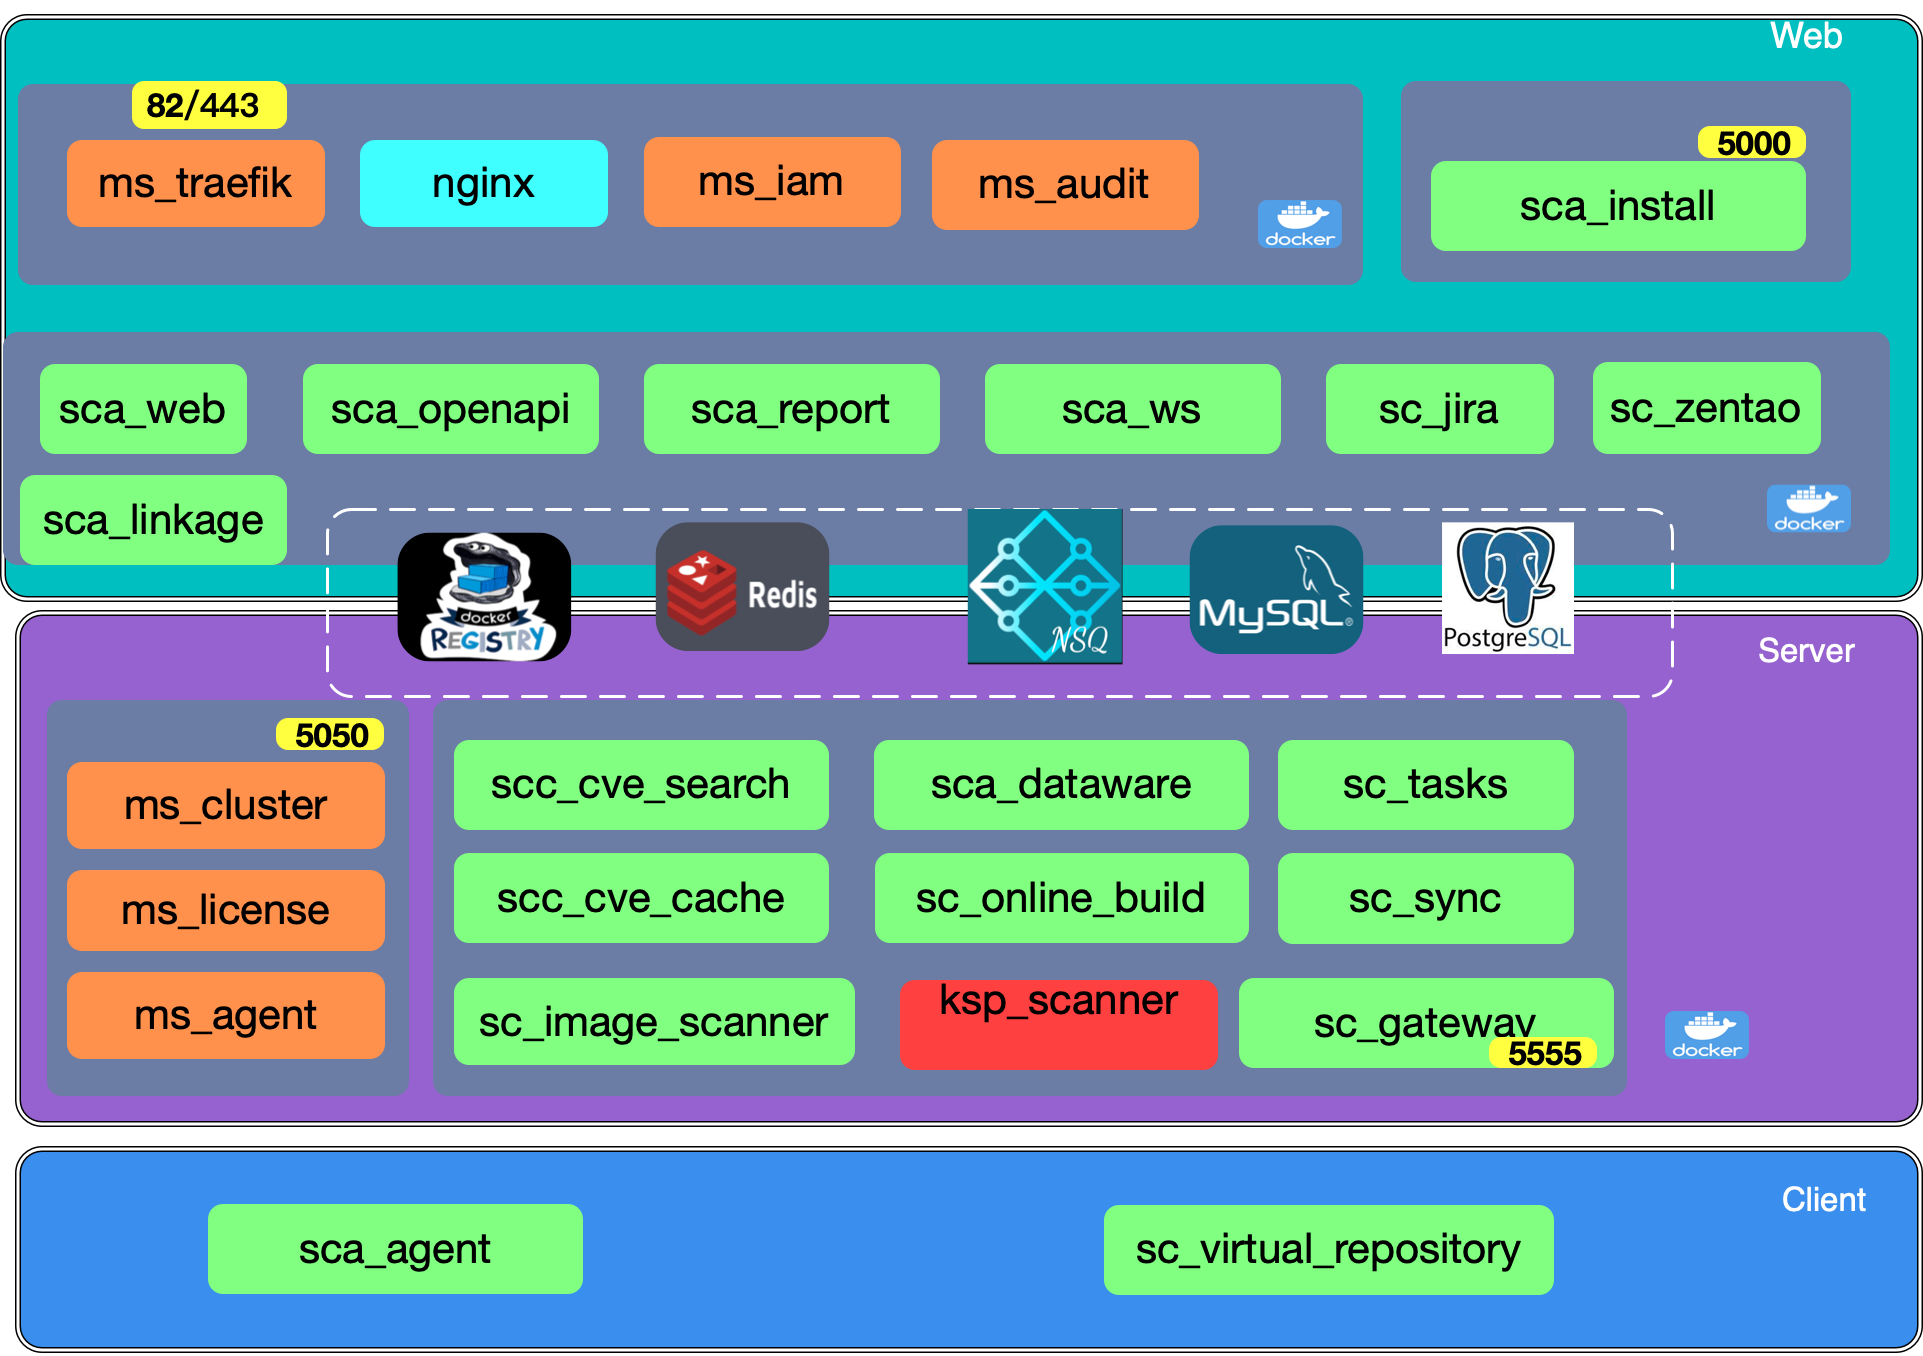 Web
82/443
ms_traefik
nginx
ms_iam
ms_audit
docker
5000
sca_install
sca_web
sca_openapi
sca_report
sca_ws
sc_jira
sc_zentao
sca_linkage
docker
docker
REGISTRY
Redis
NSQ
MySQL®
PostgreSQL
Server
5050
ms_cluster
ms_license
ms_agent
scc_cve_search
sca_dataware
sc_tasks
scc_cve_cache
sc_online_build
sc_sync
sc_image_scanner
ksp_scanner
sc_gateway
5555
docker
Client
sca_agent
sc_virtual_repository